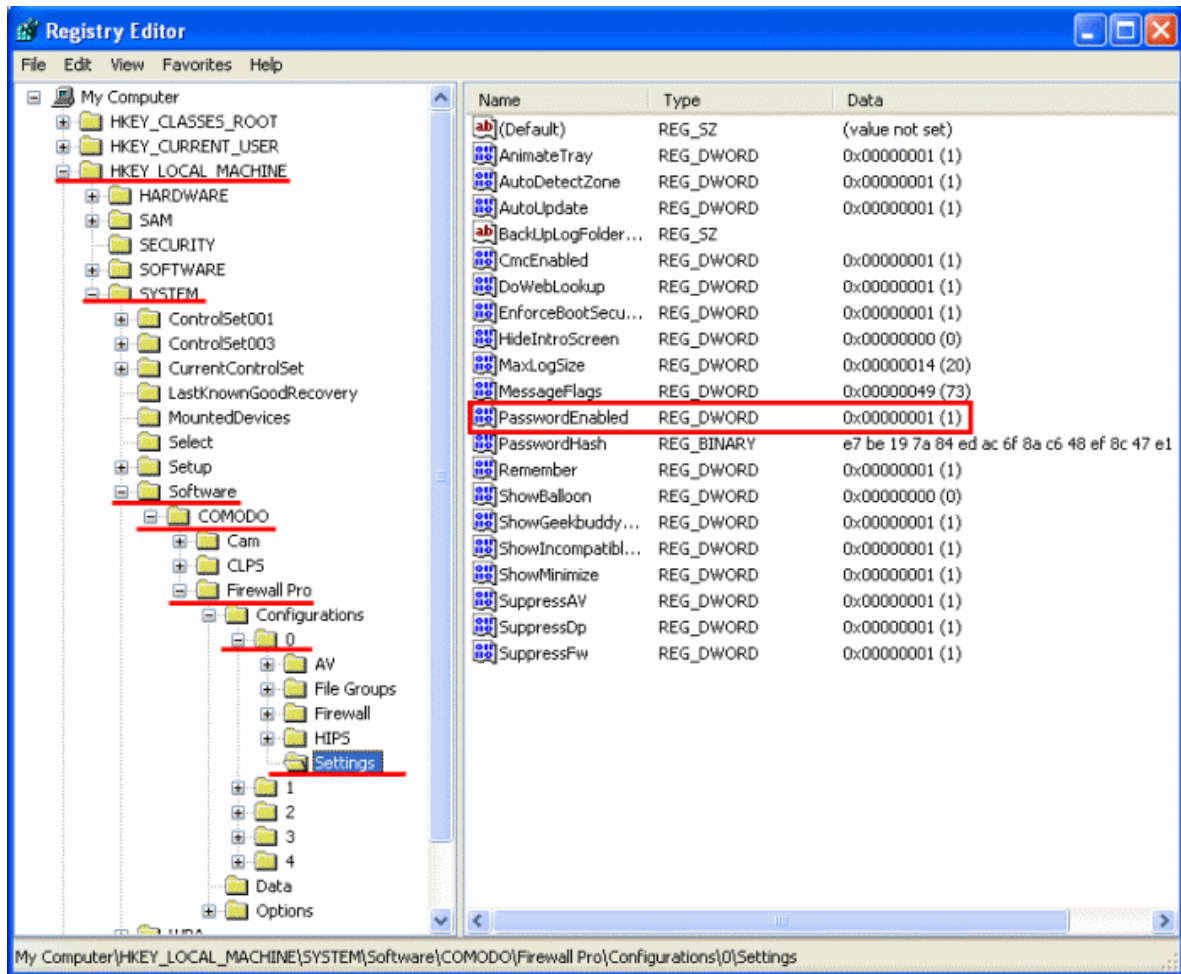 Registry Editor
File Edit View Favorites Help
My Computer
HKEY_CLASSES_ROOT
HKEY_CURRENT_USER
HKEY_LOCAL_MACHINE
HARDWARE
SAM
SECURITY
SOFTWARE
SYSTEM
ControlSet001
ControlSet003
CurrentControlSet
LastKnownGoodRecovery
MountedDevices
Select
Setup
Software
COMODO
Cam
CLPS
Firewall Pro
Configurations
0
AV
File Groups
Firewall
HIPS
Settings
1
2
3
4
Data
Options
Name Type Data
(Default) REG_SZ (value not set)
AnimateTray REG_DWORD 0x00000001 (1)
AutoDetectZone REG_DWORD 0x00000001 (1)
AutoUpdate REG_DWORD 0x00000001 (1)
BackUpLogFolder... REG_SZ
CmcEnabled REG_DWORD 0x00000001 (1)
DoWebLookup REG_DWORD 0x00000001 (1)
EnforceBootSecu... REG_DWORD 0x00000001 (1)
HideIntroScreen REG_DWORD 0x00000000 (0)
MaxLogSize REG_DWORD 0x00000014 (20)
MessageFlags REG_DWORD 0x00000049 (73)
PasswordEnabled REG_DWORD 0x00000001 (1)
PasswordHash REG_BINARY e7 be 19 7a 84 ed ac 6f 8a c6 48 ef 8c 47 e1
Remember REG_DWORD 0x00000001 (1)
ShowBalloon REG_DWORD 0x00000000 (0)
ShowGeekbuddy... REG_DWORD 0x00000001 (1)
ShowIncompatibl... REG_DWORD 0x00000001 (1)
ShowMinimize REG_DWORD 0x00000001 (1)
SuppressAV REG_DWORD 0x00000001 (1)
SuppressDp REG_DWORD 0x00000001 (1)
SuppressFw REG_DWORD 0x00000001 (1)
My Computer\HKEY_LOCAL_MACHINE\SYSTEM\Software\COMODO\Firewall Pro\Configurations\0\Settings